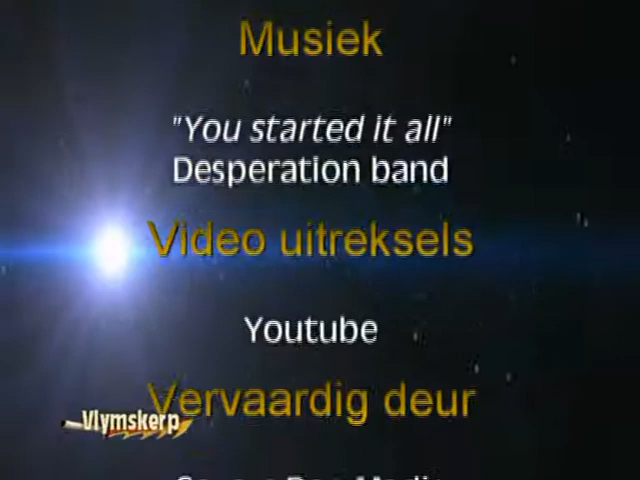 Musiek
"You started it all"
Desperation band
Video uitreksels
Youtube
Vervaardig deur
Vlymskerp